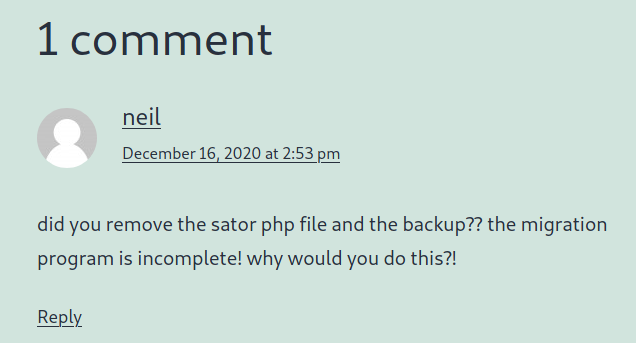 1 comment
neil
December 16, 2020 at 2:53 pm
did you remove the sator php file and the backup?? the migration
program is incomplete! why would you do this?!
Reply